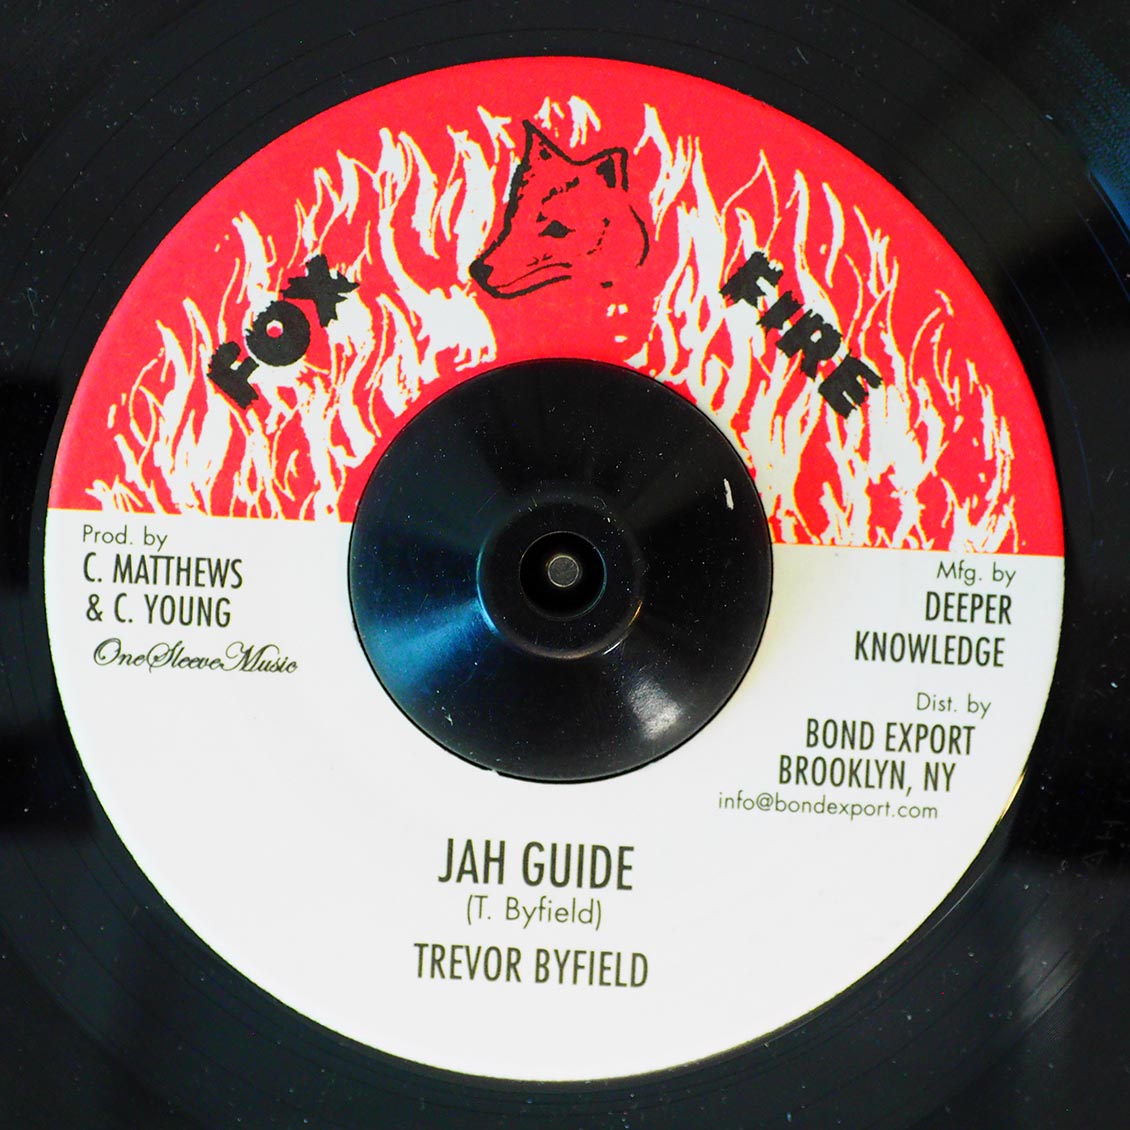 FOX FIRE
Prod. by
C. MATTHEWS
& C. YOUNG
OneSleeveMusic
Mfg. by
DEEPER
KNOWLEDGE
Dist. by
BOND EXPORT
BROOKLYN, NY
info@bondexport.com
JAH GUIDE
(T. Byfield)
TREVOR BYFIELD